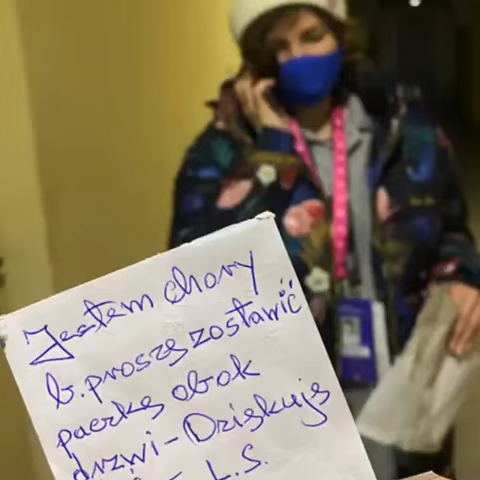 Jestem chory
b. proszę zostawić
paczkę obok
drzwi - Dziękuję
- L.S.